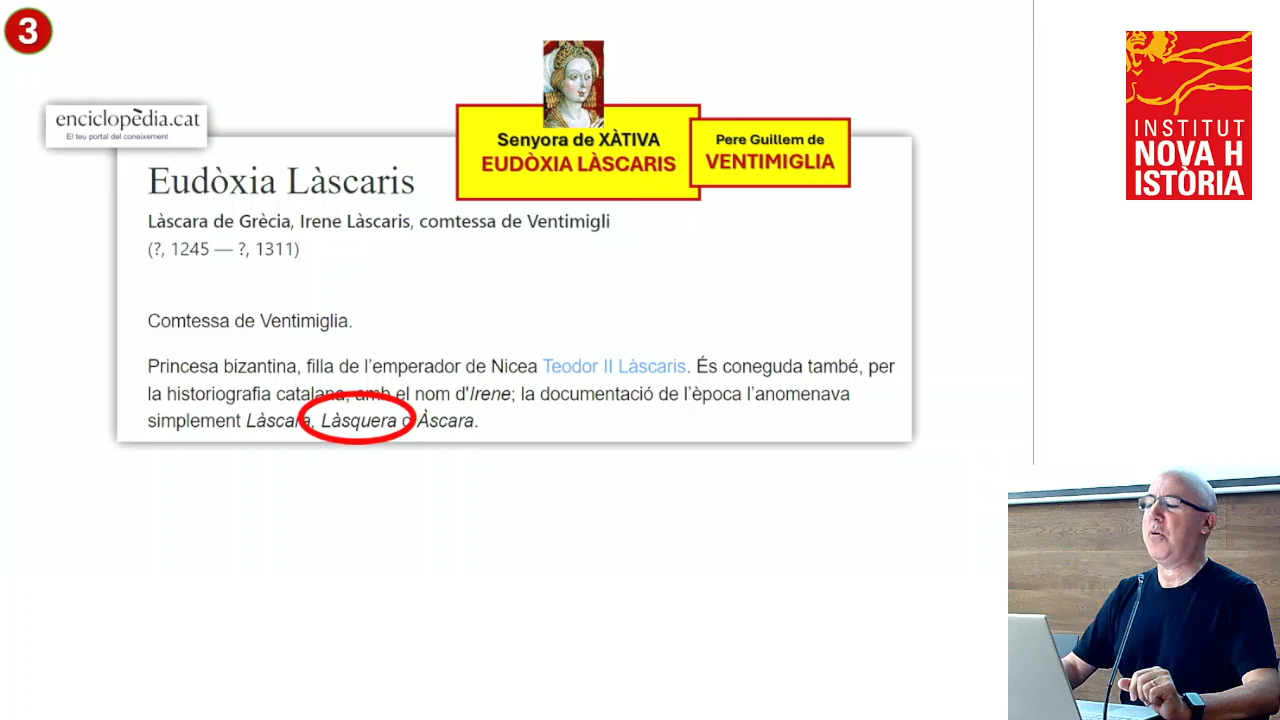 3
enciclopèdia.cat
El teu portal del coneixement
Senyora de XÀTIVA
EUDÒXIA LÀSCARIS
Pere Guillem de
VENTIMIGLIA
INSTITUT
NOVA H
ISTÒRIA
Eudòxia Làscaris
Làscara de Grècia, Irene Làscaris, comtessa de Ventimigli
(?, 1245 — ?, 1311)
Comtessa de Ventimiglia.
Princesa bizantina, filla de l'emperador de Nicea Teodor II Làscaris. És coneguda també, per
la historiografia catalana, amb el nom d'Irene; la documentació de l'època l'anomenava
simplement Làscara, Làsquera o Àscara.